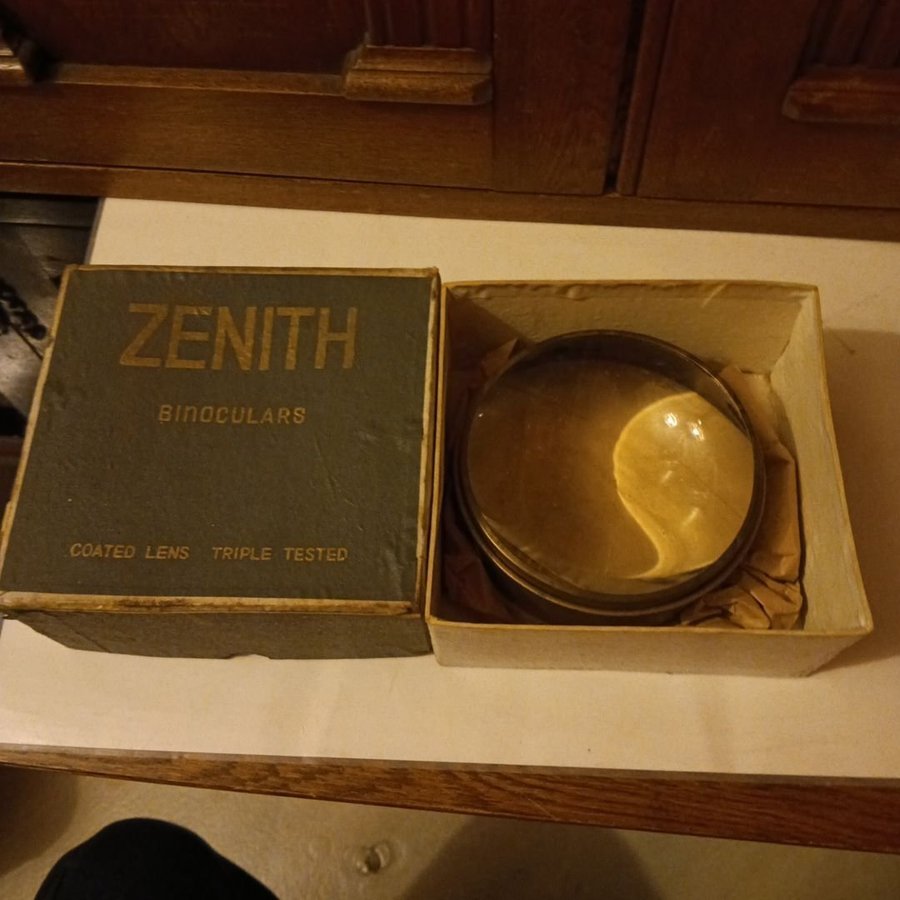 ZENITH
BINOCULARS
COATED LENS TRIPLE TESTED